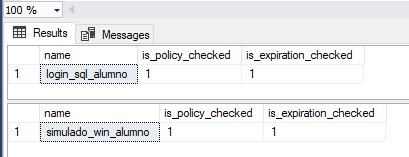 100 %
Results Messages
name is_policy_checked is_expiration_checked
1 login_sql_alumno 1 1
name is_policy_checked is_expiration_checked
1 simulado_win_alumno 1 1